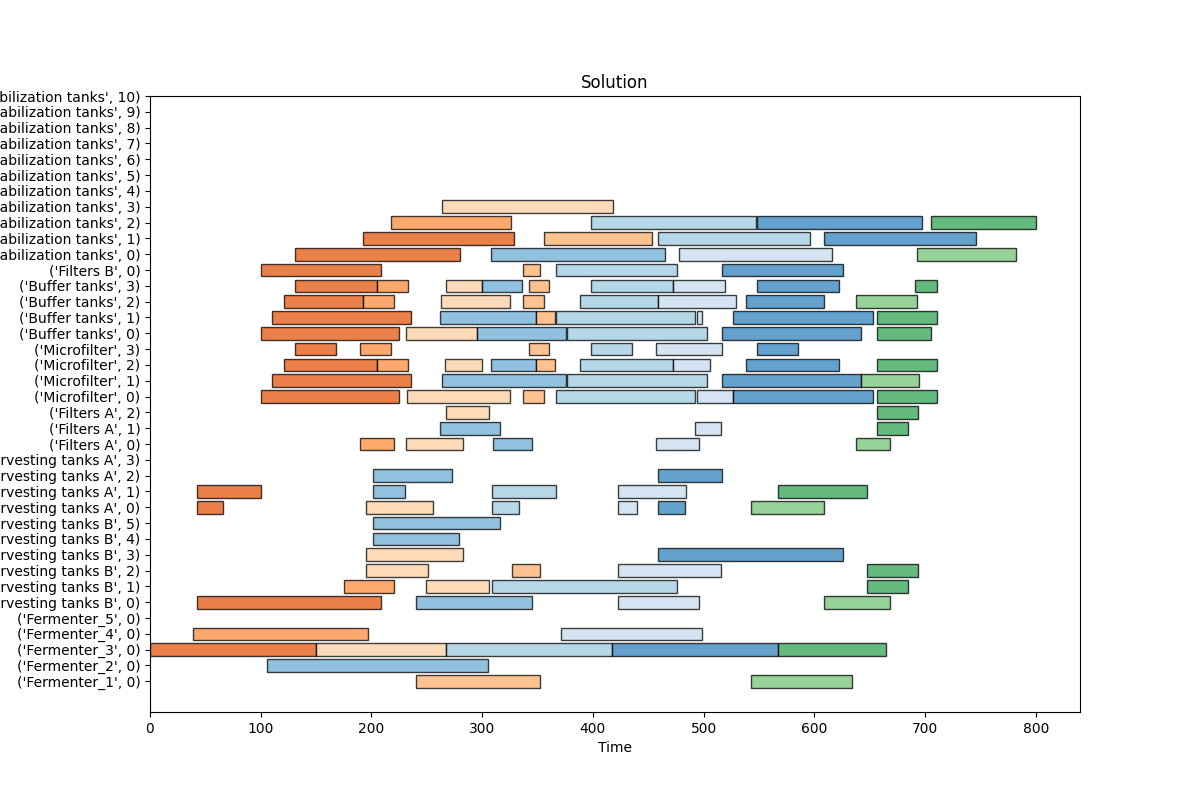 Solution
bilization tanks', 10)
abilization tanks', 9)
abilization tanks', 8)
abilization tanks', 7)
abilization tanks', 6)
abilization tanks', 5)
abilization tanks', 4)
abilization tanks', 3)
abilization tanks', 2)
abilization tanks', 1)
abilization tanks', 0)
('Filters B', 0)
('Buffer tanks', 3)
('Buffer tanks', 2)
('Buffer tanks', 1)
('Buffer tanks', 0)
('Microfilter', 3)
('Microfilter', 2)
('Microfilter', 1)
('Microfilter', 0)
('Filters A', 2)
('Filters A', 1)
('Filters A', 0)
rvesting tanks A', 3)
rvesting tanks A', 2)
rvesting tanks A', 1)
rvesting tanks A', 0)
rvesting tanks B', 5)
rvesting tanks B', 4)
rvesting tanks B', 3)
rvesting tanks B', 2)
rvesting tanks B', 1)
rvesting tanks B', 0)
('Fermenter_5', 0)
('Fermenter_4', 0)
('Fermenter_3', 0)
('Fermenter_2', 0)
('Fermenter_1', 0)
0 100 200 300 400 500 600 700 800
Time